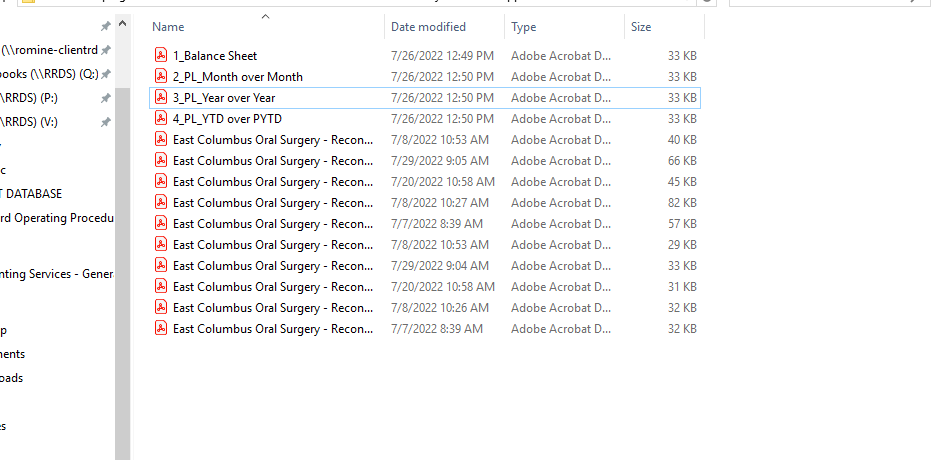 Name Date modified Type Size
(\\romine-clientrd
ooks (\\RRDS) (Q:)
\RRDS) (P:)
\RRDS) (V:)
c
T DATABASE
rd Operating Procedu
nting Services - Gener
p
nents
oads
es
1_Balance Sheet 7/26/2022 12:49 PM Adobe Acrobat D... 33 KB
2_PL_Month over Month 7/26/2022 12:50 PM Adobe Acrobat D... 33 KB
3_PL_Year over Year 7/26/2022 12:50 PM Adobe Acrobat D... 33 KB
4_PL_YTD over PYTD 7/26/2022 12:50 PM Adobe Acrobat D... 33 KB
East Columbus Oral Surgery - Recon... 7/8/2022 10:53 AM Adobe Acrobat D... 40 KB
East Columbus Oral Surgery - Recon... 7/29/2022 9:05 AM Adobe Acrobat D... 66 KB
East Columbus Oral Surgery - Recon... 7/20/2022 10:58 AM Adobe Acrobat D... 45 KB
East Columbus Oral Surgery - Recon... 7/8/2022 10:27 AM Adobe Acrobat D... 82 KB
East Columbus Oral Surgery - Recon... 7/7/2022 8:39 AM Adobe Acrobat D... 57 KB
East Columbus Oral Surgery - Recon... 7/8/2022 10:53 AM Adobe Acrobat D... 29 KB
East Columbus Oral Surgery - Recon... 7/29/2022 9:04 AM Adobe Acrobat D... 33 KB
East Columbus Oral Surgery - Recon... 7/20/2022 10:58 AM Adobe Acrobat D... 31 KB
East Columbus Oral Surgery - Recon... 7/8/2022 10:26 AM Adobe Acrobat D... 32 KB
East Columbus Oral Surgery - Recon... 7/7/2022 8:39 AM Adobe Acrobat D... 32 KB